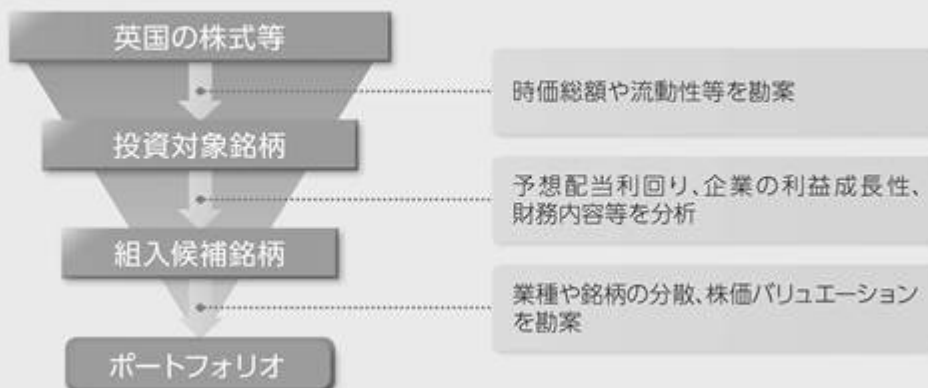 英国の株式等
時価総額や流動性等を勘案
投資対象銘柄
予想配当利回り、企業の利益成長性、
財務内容等を分析
組入候補銘柄
業種や銘柄の分散、株価バリュエーション
を勘案
ポートフォリオ